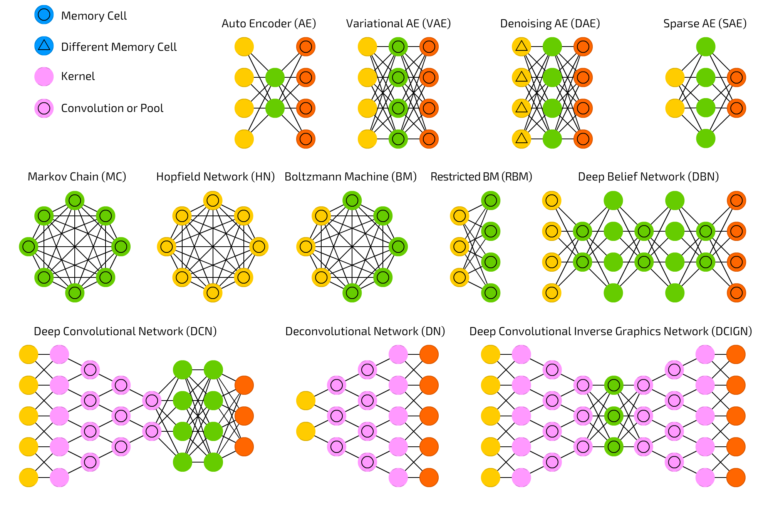 Memory Cell
Different Memory Cell
Kernel
Convolution or Pool
Auto Encoder (AE)
Variational AE (VAE)
Denoising AE (DAE)
Sparse AE (SAE)
Markov Chain (MC)
Hopfield Network (HN)
Boltzmann Machine (BM)
Restricted BM (RBM)
Deep Belief Network (DBN)
Deep Convolutional Network (DCN)
Deconvolutional Network (DN)
Deep Convolutional Inverse Graphics Network (DCIGN)